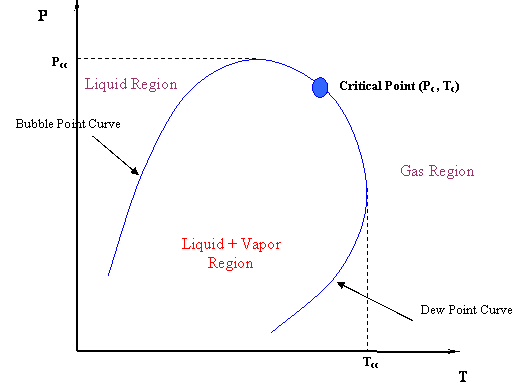 P
Pcc
Liquid Region
Critical Point (Pc, Tc)
Bubble Point Curve
Gas Region
Liquid + Vapor
Region
Dew Point Curve
Tcc
T